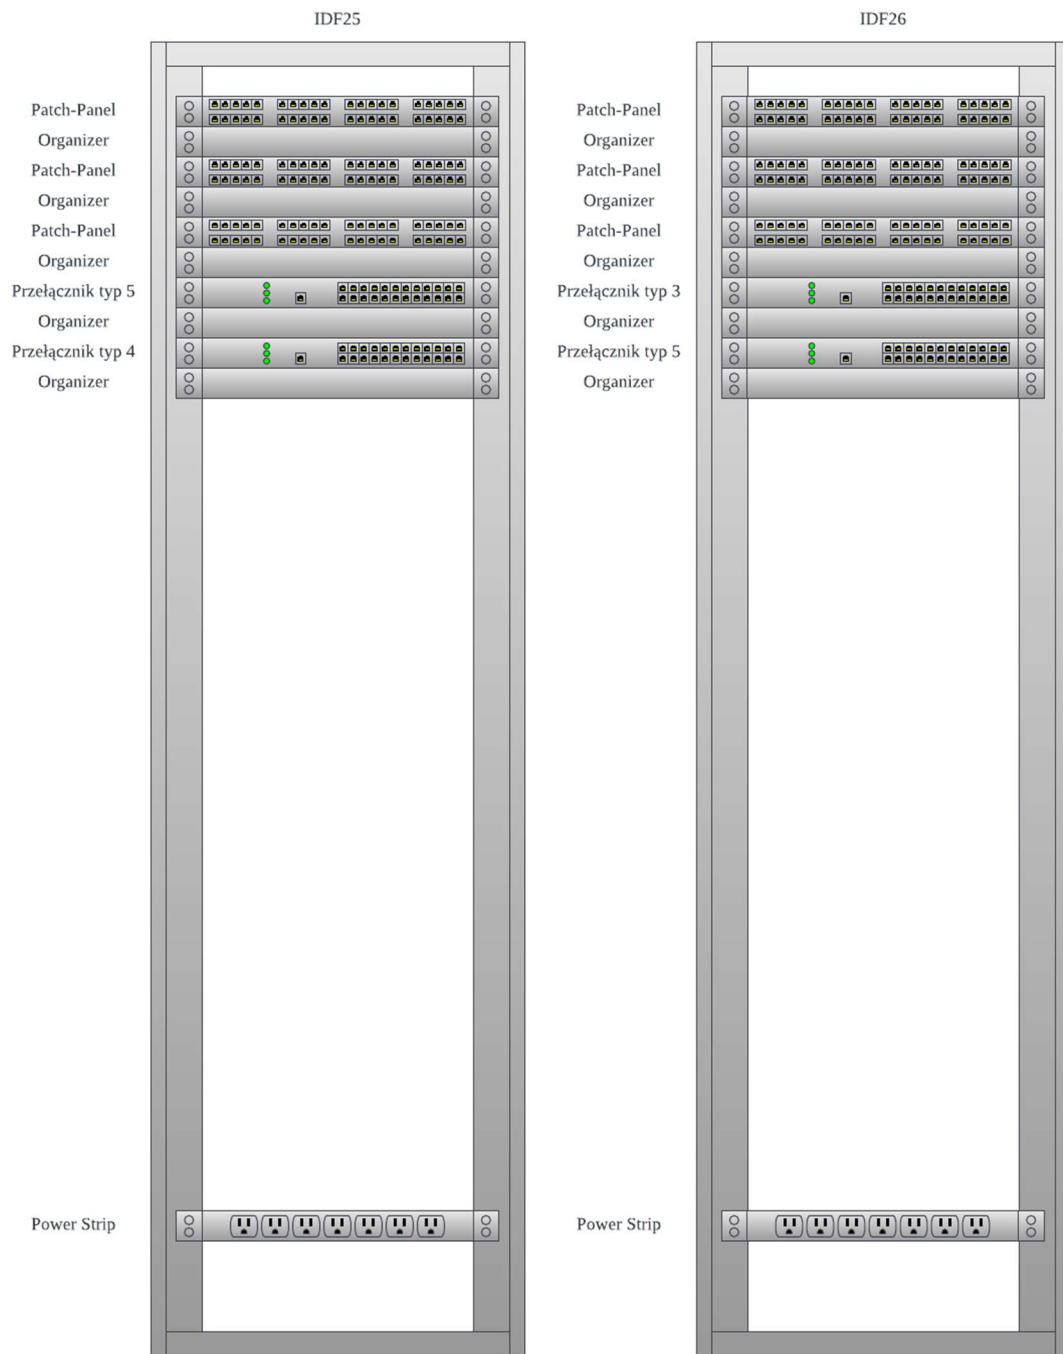 IDF25
Patch-Panel
Organizer
Patch-Panel
Organizer
Patch-Panel
Organizer
Przełącznik typ 5
Organizer
Przełącznik typ 4
Organizer
Power Strip
IDF26
Patch-Panel
Organizer
Patch-Panel
Organizer
Patch-Panel
Organizer
Przełącznik typ 3
Organizer
Przełącznik typ 5
Organizer
Power Strip